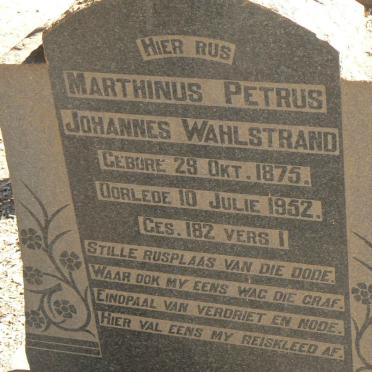 HIER RUS
MARTHINUS PETRUS
JOHANNES WAHLSTRAND
GEBORE 29 OKT. 1875.
OORLEDE 10 JULIE 1952.
GES. 182 VERS 1
STILLE RUSPLAAS VAN DIE DODE.
WAAR OOK MY EENS WAG DIE GRAF.
EINDPAAL VAN VERDRIET EN NODE.
HIER VAL EENS MY REISKLEED AF.